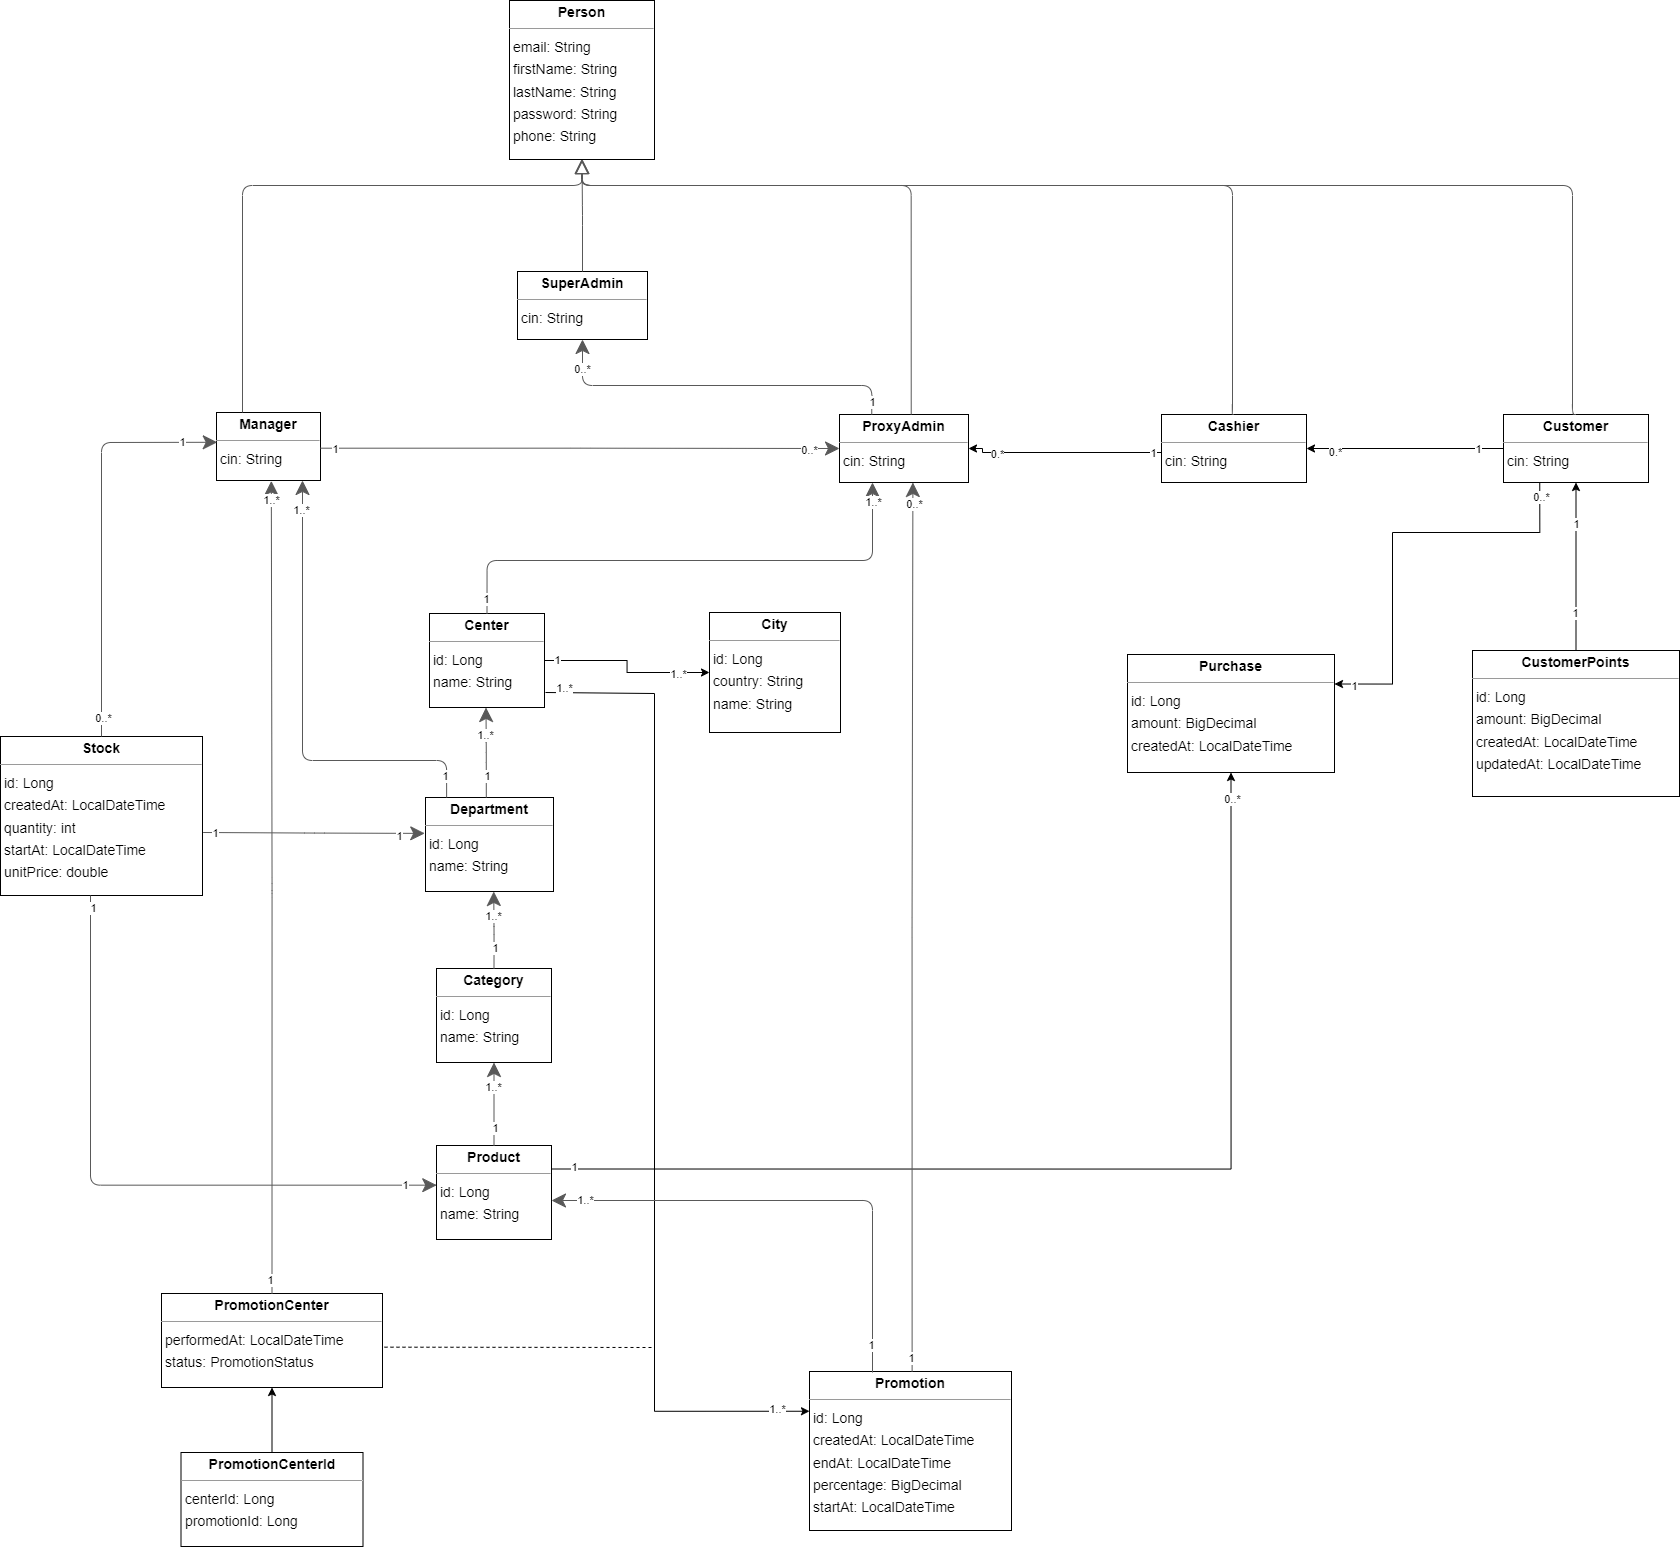 Person
email: String
firstName: String
lastName: String
password: String
phone: String
SuperAdmin
cin: String
0..*
1
Manager
cin: String
1
1
0..*
ProxyAdmin
cin: String
0.*
1
Cashier
cin: String
0.*
1
Customer
cin: String
1..*
1..*
1..*
0..*
0..*
1
1
1
Center
id: Long
name: String
1
1..*
1..*
City
id: Long
country: String
name: String
Purchase
id: Long
amount: BigDecimal
createdAt: LocalDateTime
1
CustomerPoints
id: Long
amount: BigDecimal
createdAt: LocalDateTime
updatedAt: LocalDateTime
0..*
Stock
id: Long
createdAt: LocalDateTime
quantity: int
startAt: LocalDateTime
unitPrice: double
1..*
1
1
0..*
Department
id: Long
name: String
1
1
1
1..*
1
Category
id: Long
name: String
1..*
1
Product
id: Long
name: String
1
1
1..*
1
PromotionCenter
performedAt: LocalDateTime
status: PromotionStatus
1
1
Promotion
id: Long
createdAt: LocalDateTime
endAt: LocalDateTime
percentage: BigDecimal
startAt: LocalDateTime
1..*
PromotionCenterId
centerId: Long
promotionId: Long